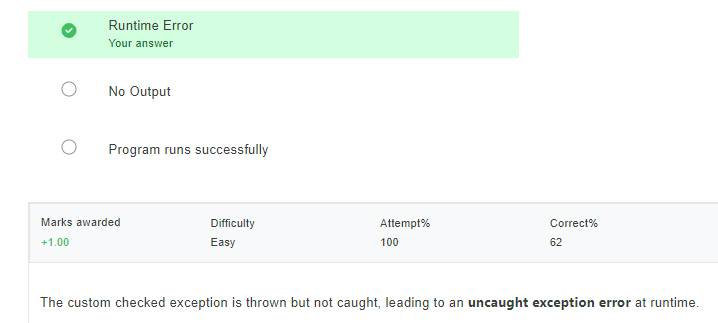 Runtime Error
Your answer
No Output
Program runs successfully
Marks awarded Difficulty Attempt% Correct%
+1.00 Easy 100 62
The custom checked exception is thrown but not caught, leading to an uncaught exception error at runtime.